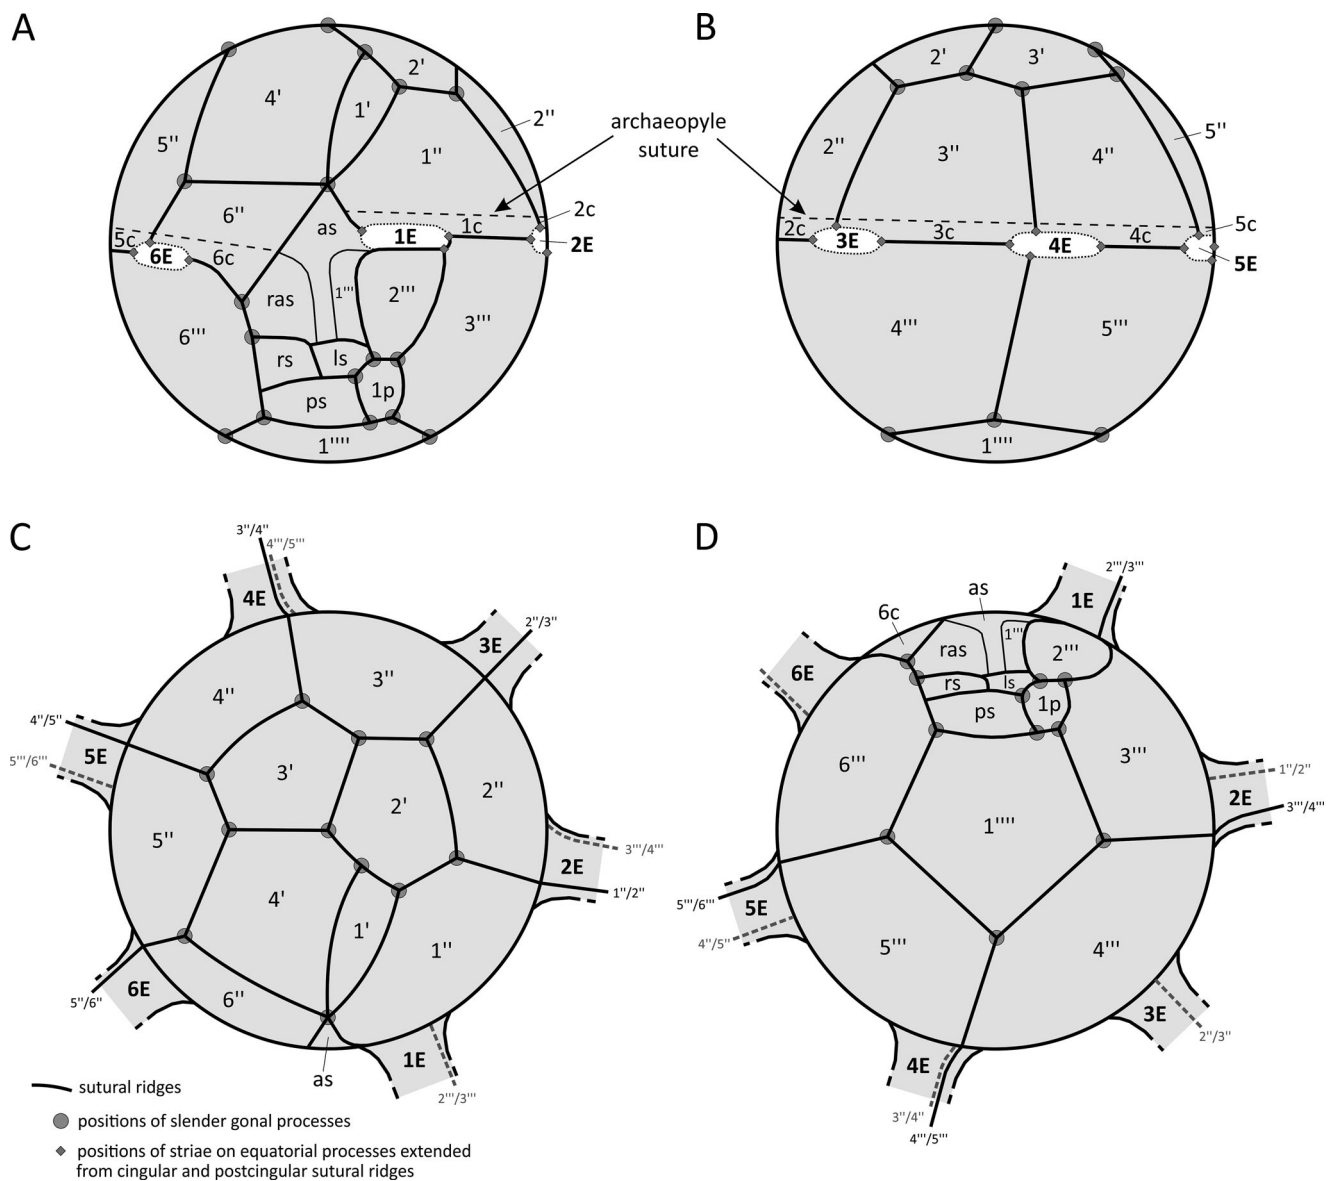 A
B
2'
4'
1'
5''
2''
1''
6''
as
5c
6E
6c
1E
1c
2c
2E
ras
1'''
2'''
3'''
6'''
rs
ls
1p
ps
1''''
archaeopyle
suture
2'
3'
2''
3''
4''
5''
2c
3E
3c
4E
4c
5c
5E
4'''
5'''
1''''
C
D
3''/4''
4'''/5'''
4E
3E
2''/3''
3''
4''
4''/5''
5E
5'''/6'''
3'
2'
2''
5''
3'''/4'''
2E
1''/2''
4'
1'
1''
6E
5''/6''
6''
1E
as
2'''/3'''
as
2'''/3'''
1E
6c
1'''
ras
2'''
6E
rs
ls
1p
ps
6'''
3'''
1''/2''
2E
3'''/4'''
1''''
5'''/6'''
5E
4''/5''
5'''
4'''
3E
2''/3''
4E
3''/4''
4'''/5'''
sutural ridges
positions of slender gonal processes
positions of striae on equatorial processes extended
from cingular and postcingular sutural ridges